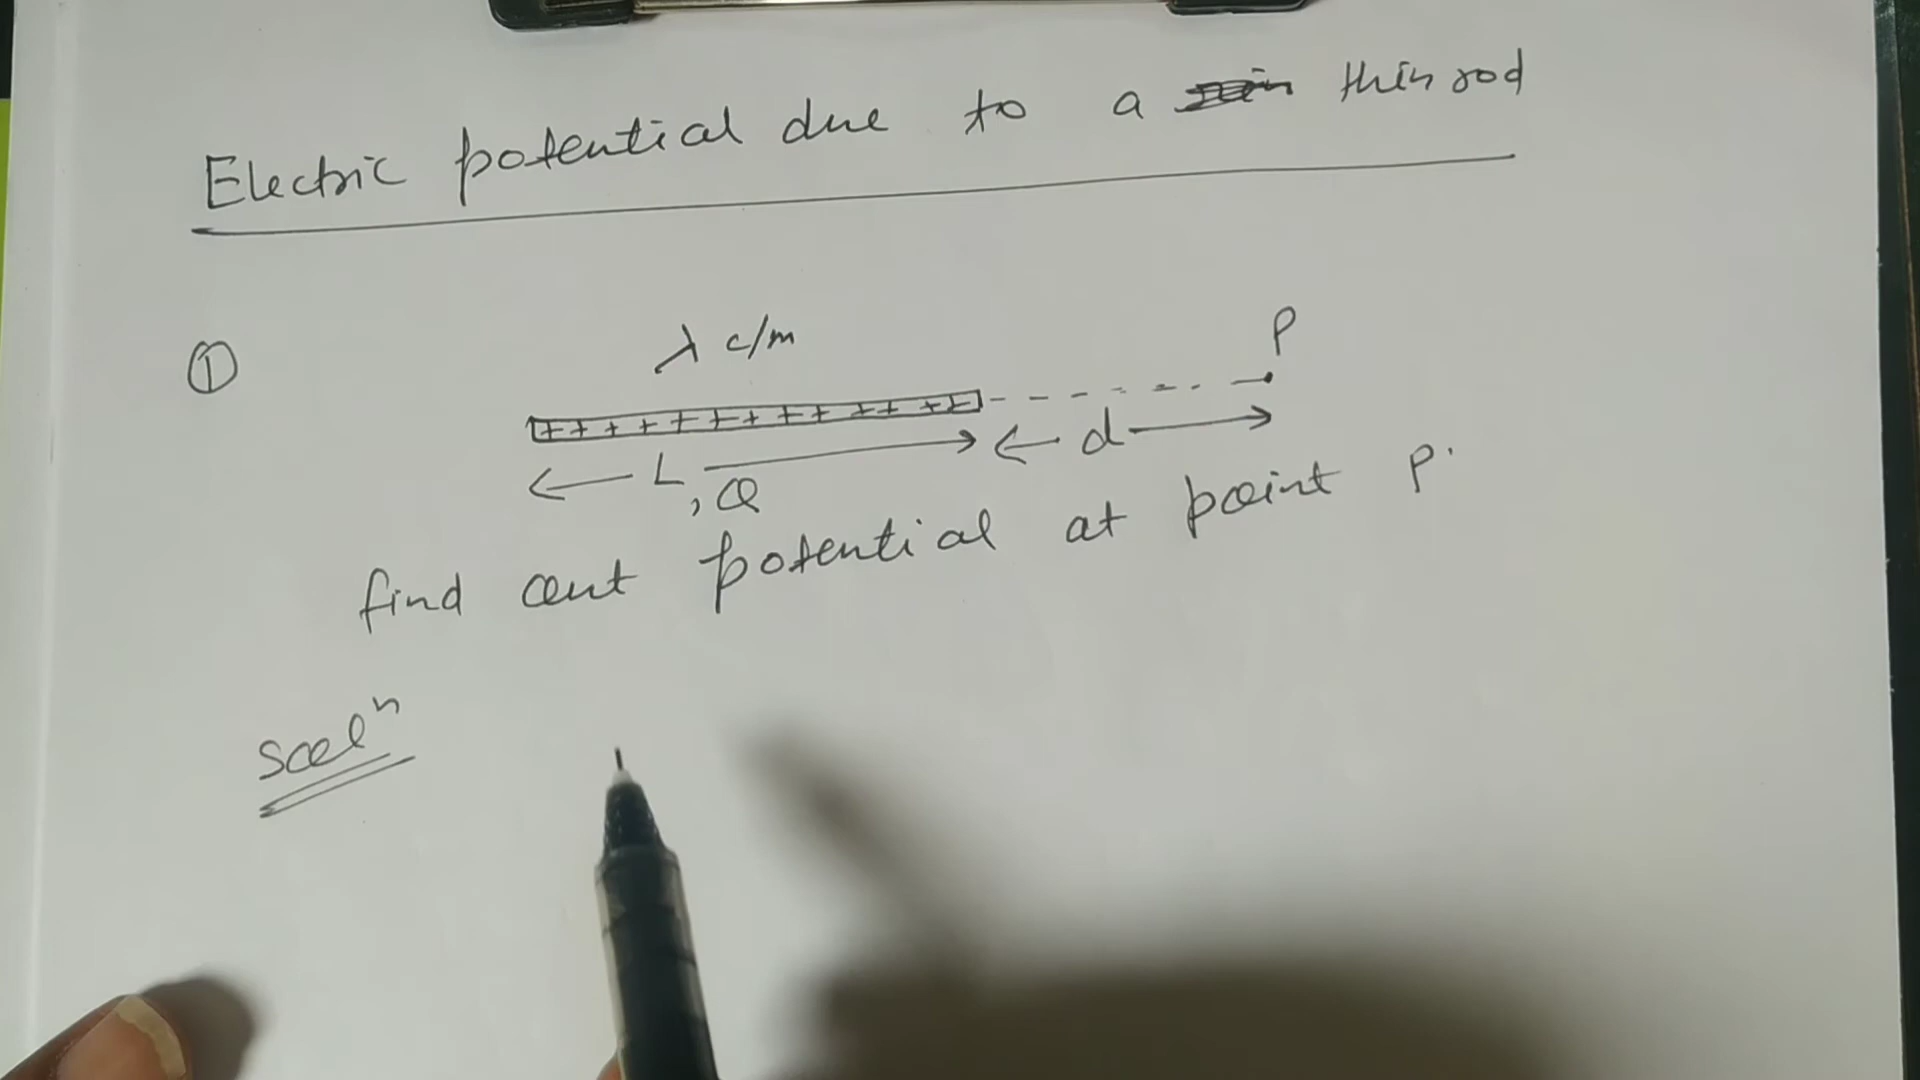 Electric potential due to a thin rod
①
λ c/m
P
L, Q
d
find out potential at point P.
Solⁿ